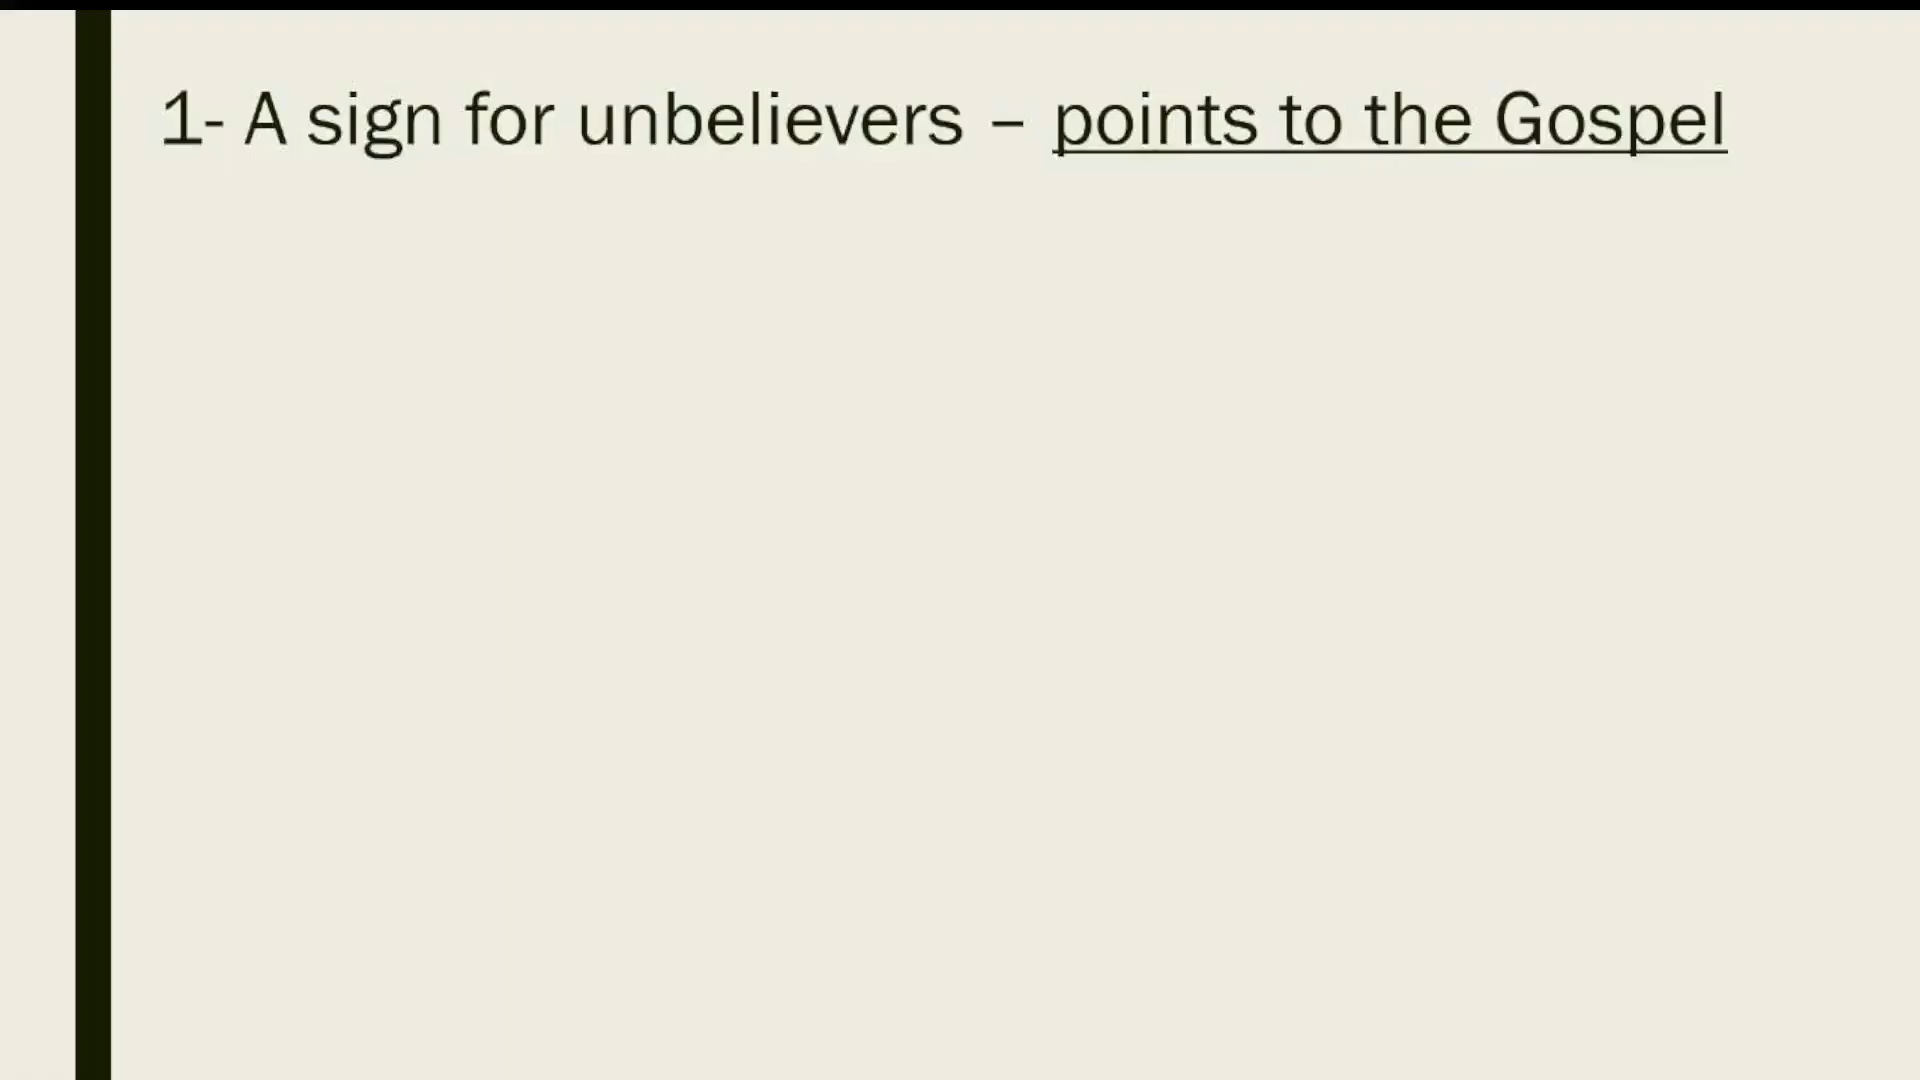 1- A sign for unbelievers – points to the Gospel